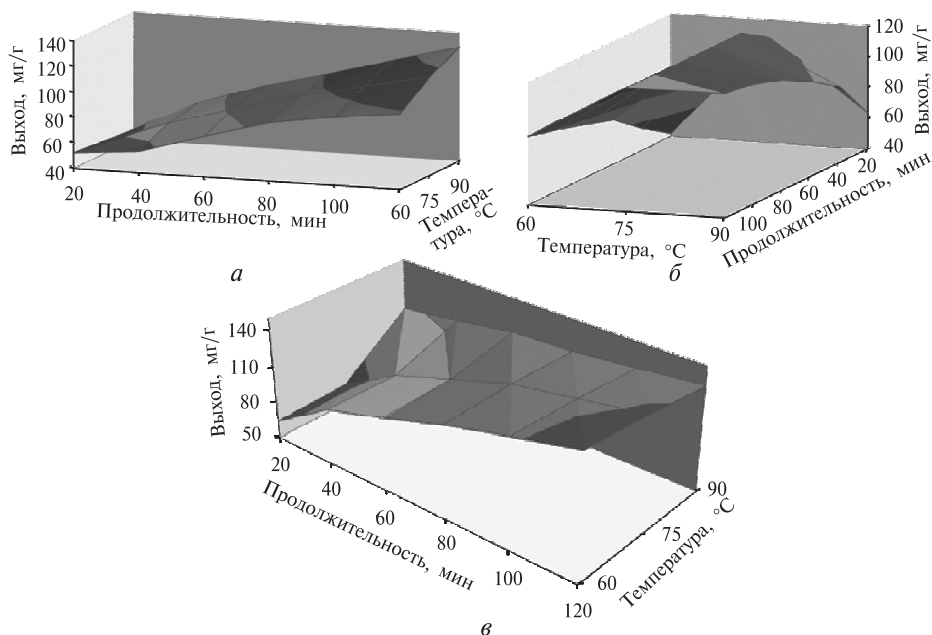 140
120
100
80
60
40
Выход, мг/г
20 40 60 80 100 60 75 90
Продолжительность, мин
Темпера-
тура, °С
а
120
100
80
60
40
Выход, мг/г
60 75 90
Температура, °С
100 80 60 40 20
Продолжительность, мин
б
140
110
80
50
Выход, мг/г
20 40 60 80 100 120
Продолжительность, мин
60 75 90
Температура, °С
в